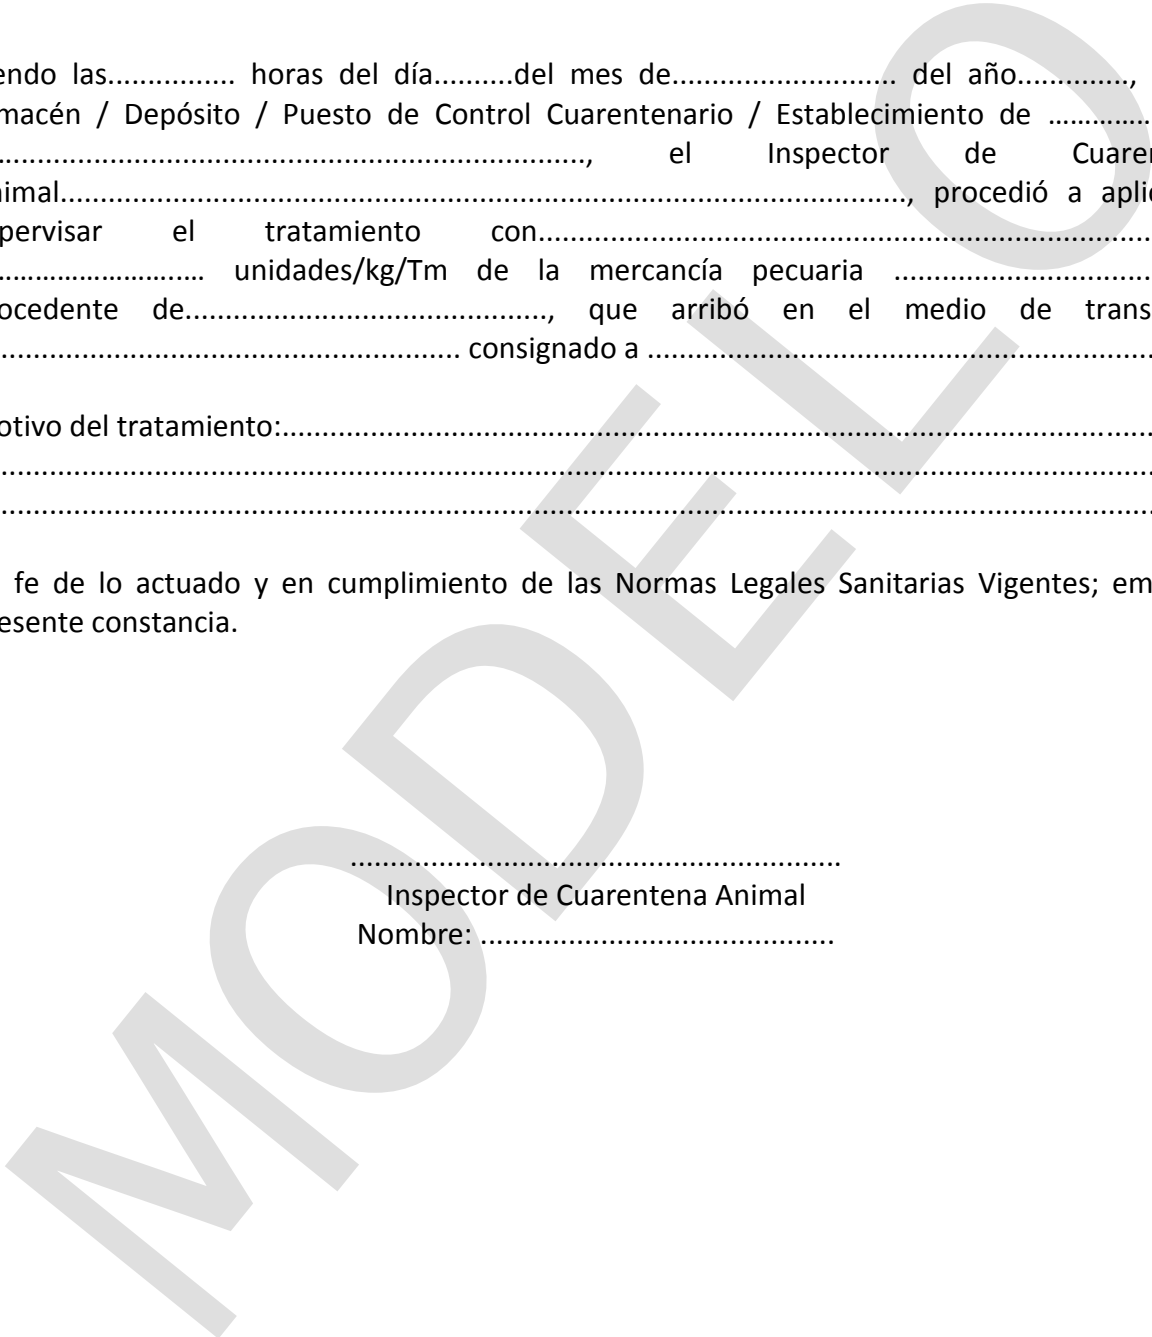 endo las................ horas del día..........del mes de............................ del año..............,
macén / Depósito / Puesto de Control Cuarentenario / Establecimiento de ................
..........................................................................., el Inspector de Cuaren
nimal.........................................................................................................., procedió a aplic
pervisar el tratamiento con.............................................................................
............................. unidades/kg/Tm de la mercancía pecuaria .................................
ocedente de............................................., que arribó en el medio de trans
.......................................................... consignado a ...............................................................
otivo del tratamiento:.............................................................................................................
................................................................................................................................................
................................................................................................................................................
fe de lo actuado y en cumplimiento de las Normas Legales Sanitarias Vigentes; em
esente constancia.
..............................................................
Inspector de Cuarentena Animal
Nombre: .............................................
MODELO